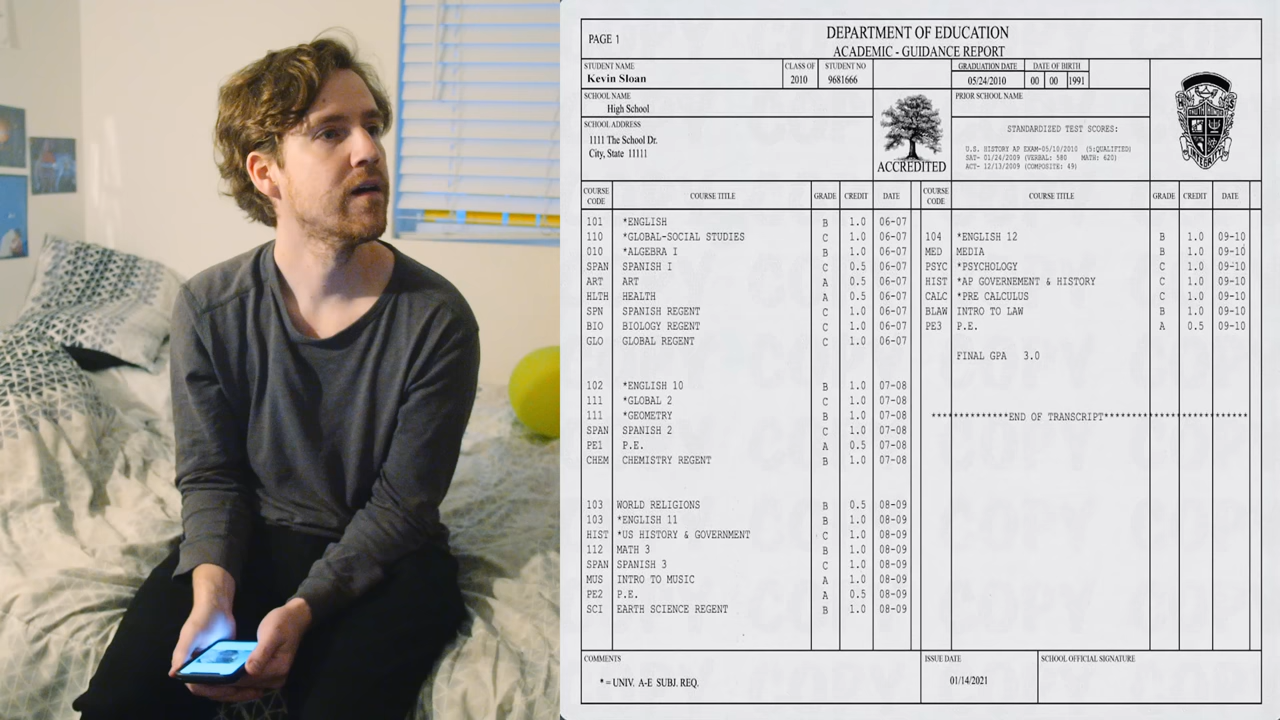 PAGE 1
DEPARTMENT OF EDUCATION
ACADEMIC - GUIDANCE REPORT
STUDENT NAME
Kevin Sloan
CLASS OF
2010
STUDENT NO
9681666
GRADUATION DATE
05/24/2010
DATE OF BIRTH
00 00 1991
SCHOOL NAME
High School
SCHOOL ADDRESS
1111 The School Dr.
City, State 11111
ACCREDITED
PRIOR SCHOOL NAME
STANDARDIZED TEST SCORES:
U.S. HISTORY AP EXAM-05/10/2010 (5:QUALIFIED)
SAT- 01/24/2009 (VERBAL: 580 MATH: 620)
ACT- 12/13/2009 (COMPOSITE: 49)
COURSE CODE COURSE TITLE GRADE CREDIT DATE
101 *ENGLISH B 1.0 06-07
110 *GLOBAL-SOCIAL STUDIES C 1.0 06-07
010 *ALGEBRA I B 1.0 06-07
SPAN SPANISH I C 0.5 06-07
ART ART A 0.5 06-07
HLTH HEALTH A 0.5 06-07
SPN SPANISH REGENT C 1.0 06-07
BIO BIOLOGY REGENT C 1.0 06-07
GLO GLOBAL REGENT C 1.0 06-07
102 *ENGLISH 10 B 1.0 07-08
111 *GLOBAL 2 C 1.0 07-08
111 *GEOMETRY B 1.0 07-08
SPAN SPANISH 2 C 1.0 07-08
PE1 P.E. A 0.5 07-08
CHEM CHEMISTRY REGENT B 1.0 07-08
103 WORLD RELIGIONS B 0.5 08-09
103 *ENGLISH 11 B 1.0 08-09
HIST *US HISTORY & GOVERNMENT C 1.0 08-09
112 MATH 3 B 1.0 08-09
SPAN SPANISH 3 C 1.0 08-09
MUS INTRO TO MUSIC A 1.0 08-09
PE2 P.E. A 0.5 08-09
SCI EARTH SCIENCE REGENT B 1.0 08-09
COURSE CODE COURSE TITLE GRADE CREDIT DATE
104 *ENGLISH 12 B 1.0 09-10
MED MEDIA B 1.0 09-10
PSYC *PSYCHOLOGY C 1.0 09-10
HIST *AP GOVERNEMENT & HISTORY C 1.0 09-10
CALC *PRE CALCULUS C 1.0 09-10
BLAW INTRO TO LAW B 1.0 09-10
PE3 P.E. A 0.5 09-10
FINAL GPA 3.0
**************END OF TRANSCRIPT**************************
COMMENTS
* = UNIV. A-E SUBJ. REQ.
ISSUE DATE
01/14/2021
SCHOOL OFFICIAL SIGNATURE